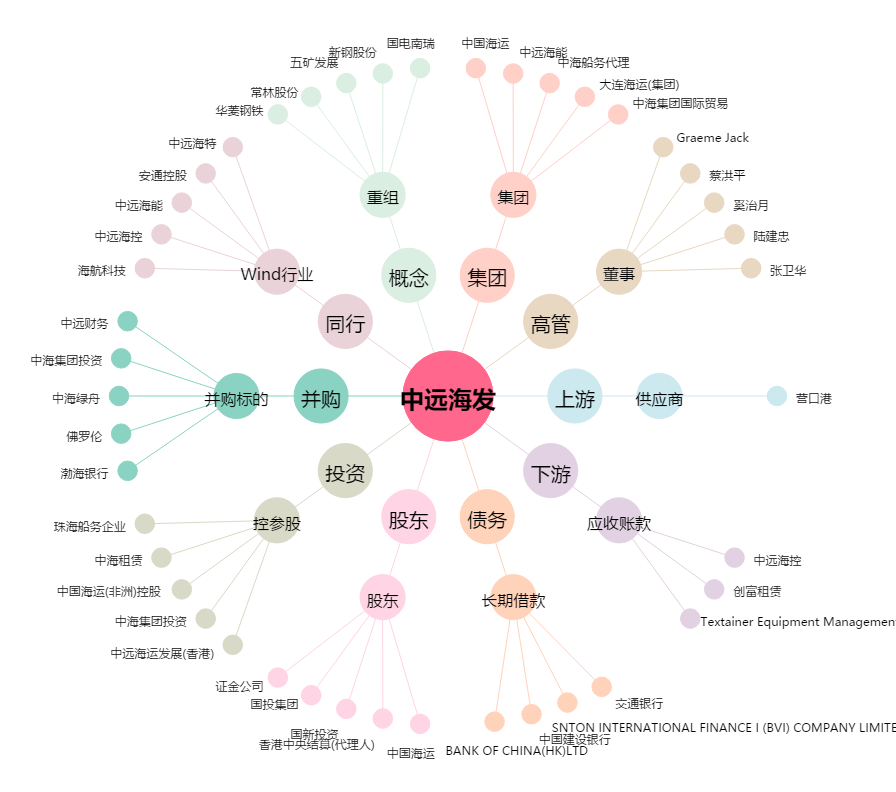 国电南瑞
新钢股份
五矿发展
常林股份
华菱钢铁
重组
概念
中国海运
中远海能
中海船务代理
大连海运(集团)
中海集团国际贸易
集团
集团
Graeme Jack
蔡洪平
奚治月
陆建忠
张卫华
董事
高管
中远海特
安通控股
中远海能
中远海控
海航科技
Wind行业
同行
中远财务
中海集团投资
中海绿舟
佛罗伦
渤海银行
并购标的
并购
中远海发
上游
供应商
营口港
投资
控参股
珠海船务企业
中海租赁
中国海运(非洲)控股
中海集团投资
中远海运发展(香港)
下游
应收账款
中远海控
创富租赁
Textainer Equipment Management
股东
股东
证金公司
国投集团
国新投资
香港中央结算(代理人)
中国海运
债务
长期借款
交通银行
SNTON INTERNATIONAL FINANCE I (BVI) COMPANY LIMITE
中国建设银行
BANK OF CHINA(HK)LTD